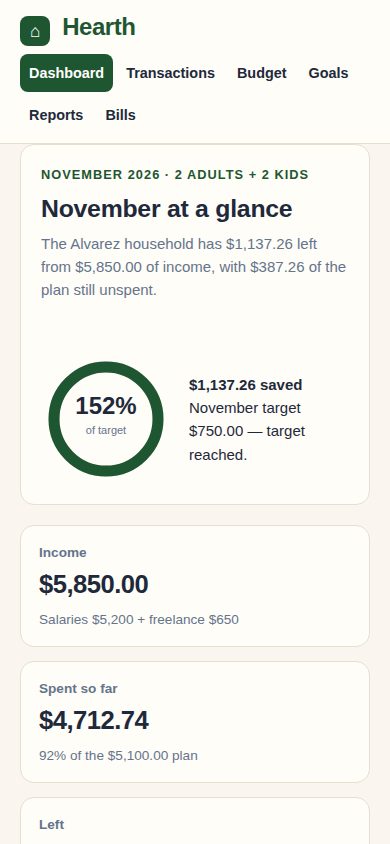 ⌂ Hearth
Dashboard Transactions Budget Goals
Reports Bills
NOVEMBER 2026 · 2 ADULTS + 2 KIDS
November at a glance
The Alvarez household has $1,137.26 left
from $5,850.00 of income, with $387.26 of the
plan still unspent.
152%
of target
$1,137.26 saved
November target
$750.00 — target
reached.
Income
$5,850.00
Salaries $5,200 + freelance $650
Spent so far
$4,712.74
92% of the $5,100.00 plan
Left